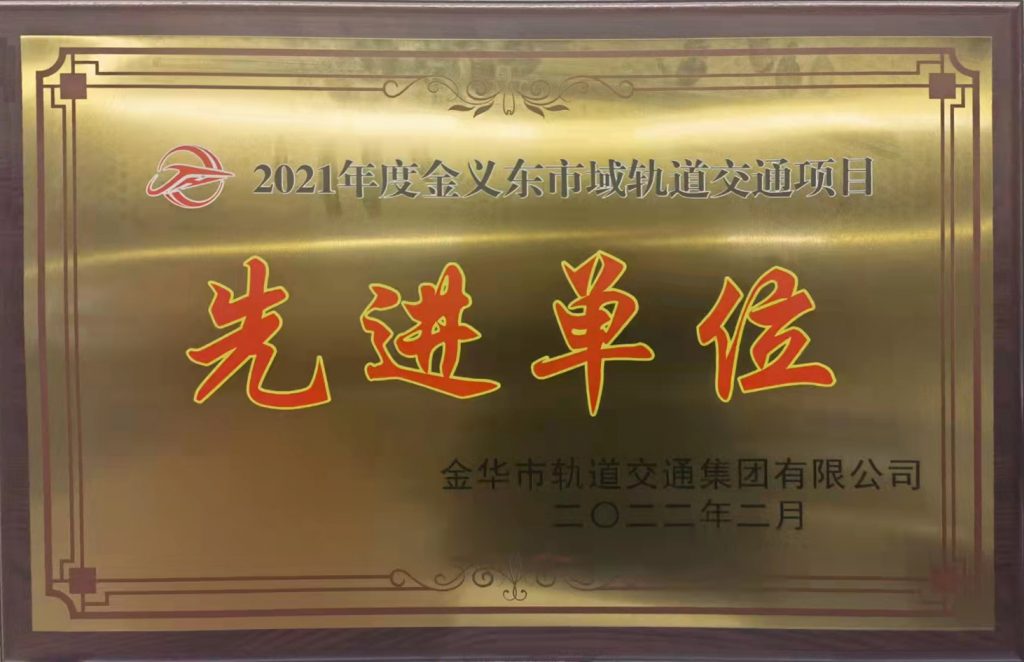 2021年度金义东市域轨道交通项目
先进单位
金华市轨道交通集团有限公司
二〇二二年二月